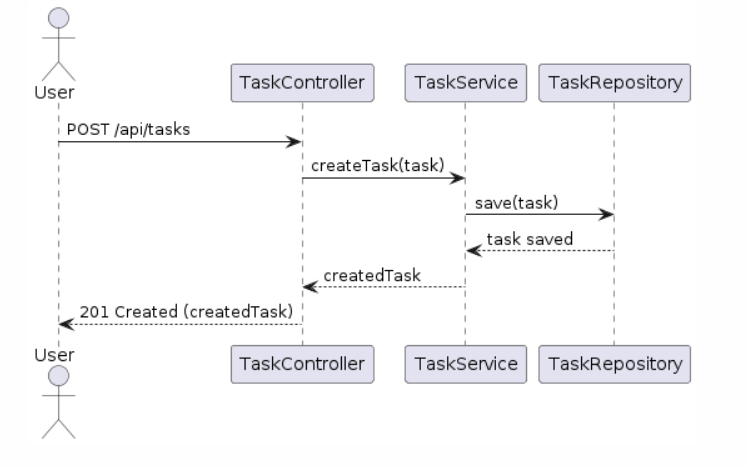 User
TaskController
TaskService
TaskRepository
POST /api/tasks
createTask(task)
save(task)
task saved
createdTask
201 Created (createdTask)
User
TaskController
TaskService
TaskRepository